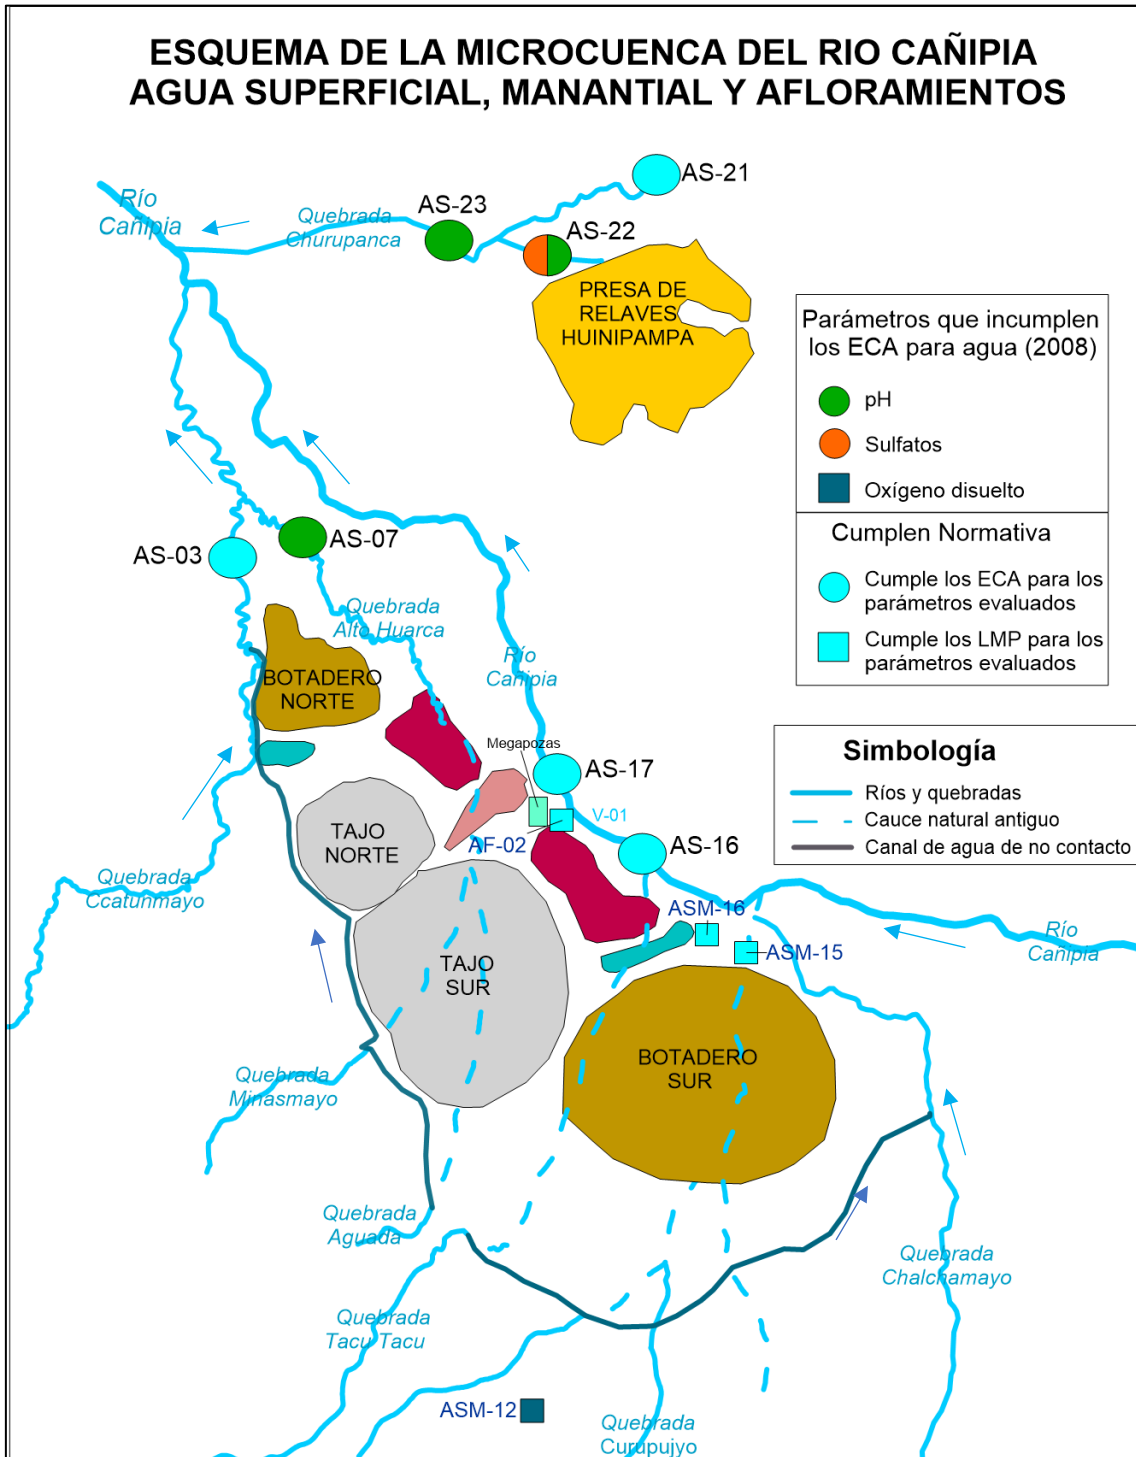 ESQUEMA DE LA MICROCUENCA DEL RIO CAÑIPIA
AGUA SUPERFICIAL, MANANTIAL Y AFLORAMIENTOS
AS-21
Río
Cañipia
AS-23
Quebrada
Churupanca
AS-22
PRESA DE
RELAVES
HUINIPAMPA
Parámetros que incumplen
los ECA para agua (2008)
pH
Sulfatos
Oxígeno disuelto
Cumplen Normativa
Cumple los ECA para los
parámetros evaluados
Cumple los LMP para los
parámetros evaluados
AS-03
AS-07
Quebrada
Alto Huarca
Río
Cañipia
BOTADERO
NORTE
Megapozas
AS-17
Simbología
Ríos y quebradas
Cauce natural antiguo
Canal de agua de no contacto
V-01
TAJO
NORTE
AF-02
AS-16
Quebrada
Ccatunmayo
ASM-16
ASM-15
Río
Cañipia
TAJO
SUR
BOTADERO
SUR
Quebrada
Minasmayo
Quebrada
Aguada
Quebrada
Chalchamayo
Quebrada
Tacu Tacu
ASM-12
Quebrada
Curupujyo